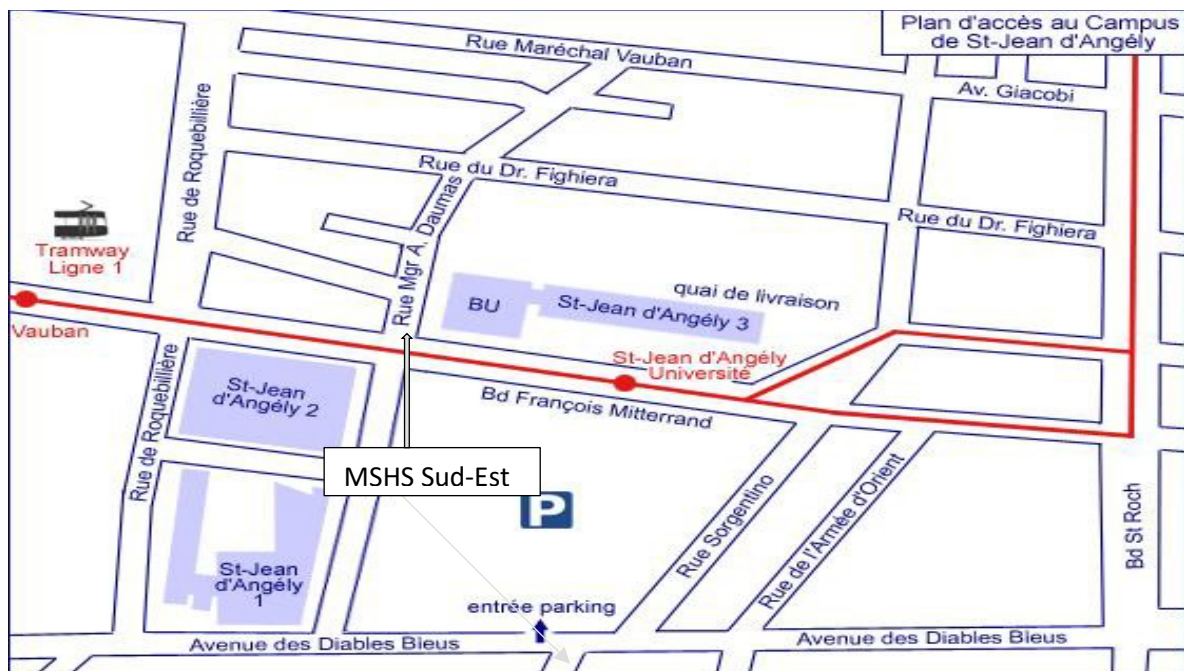 Plan d'accès au Campus
de St-Jean d'Angély
Rue Maréchal Vauban
Av. Giacobi
Rue de Roquebillière
Rue du Dr. Fighiera
Rue Mgr A. Daumas
Rue du Dr. Fighiera
Tramway
Ligne 1
Vauban
BU
St-Jean d'Angély 3
quai de livraison
St-Jean d'Angély
Université
Bd François Mitterrand
Rue de Roquebillière
St-Jean
d'Angély 2
MSHS Sud-Est
P
Rue Sorgentino
Rue de l'Armée d'Orient
Bd St Roch
St-Jean
d'Angély
1
entrée parking
Avenue des Diables Bleus
Avenue des Diables Bleus